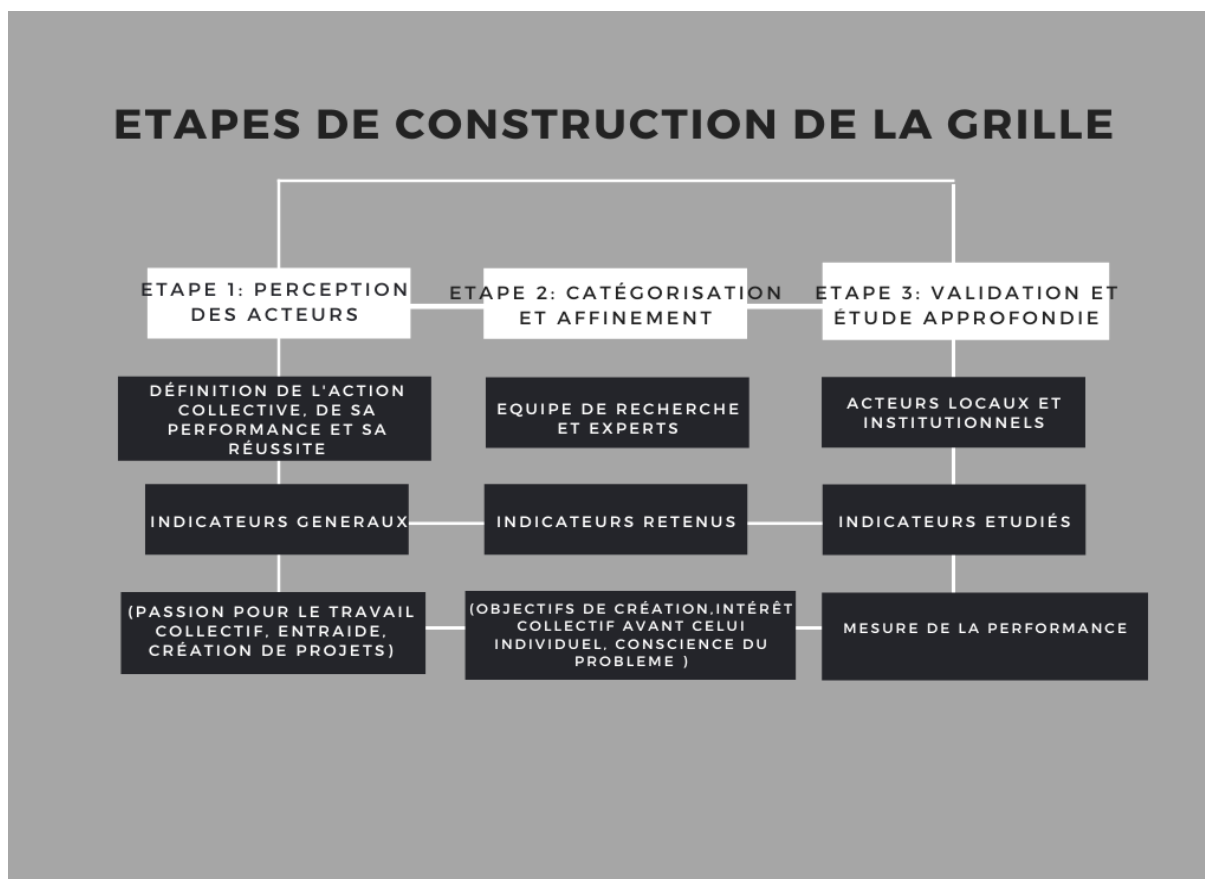 ETAPES DE CONSTRUCTION DE LA GRILLE
ETAPE 1: PERCEPTION
DES ACTEURS
ETAPE 2: CATÉGORISATION
ET AFFINEMENT
ETAPE 3: VALIDATION ET
ÉTUDE APPROFONDIE
DÉFINITION DE L'ACTION
COLLECTIVE, DE SA
PERFORMANCE ET SA
RÉUSSITE
EQUIPE DE RECHERCHE
ET EXPERTS
ACTEURS LOCAUX ET
INSTITUTIONNELS
INDICATEURS GENERAUX
INDICATEURS RETENUS
INDICATEURS ETUDIÉS
(PASSION POUR LE TRAVAIL
COLLECTIF, ENTRAIDE,
CRÉATION DE PROJETS)
(OBJECTIFS DE CRÉATION,INTÉRÊT
COLLECTIF AVANT CELUI
INDIVIDUEL, CONSCIENCE DU
PROBLEME )
MESURE DE LA PERFORMANCE